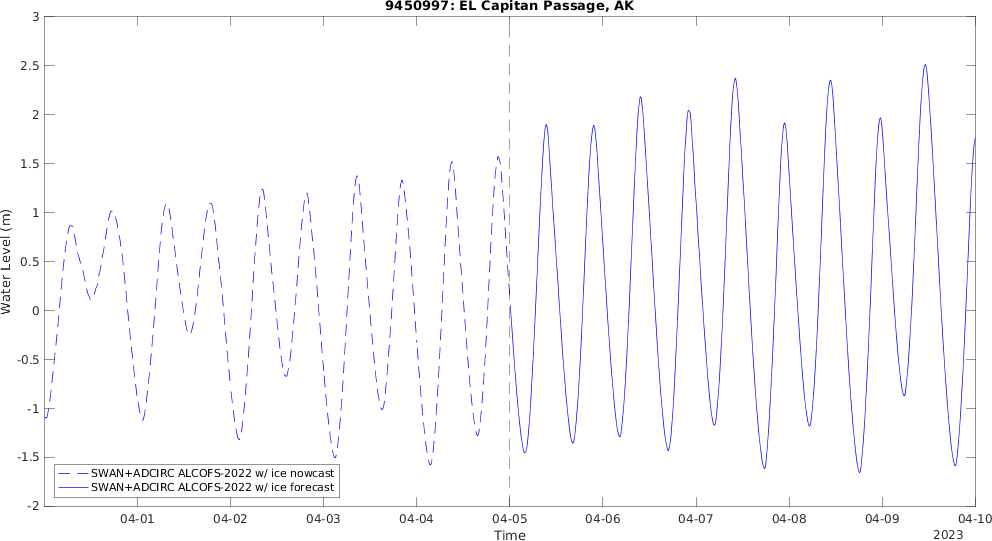 9450997: EL Capitan Passage, AK
3
2.5
2
1.5
1
0.5
0
-0.5
-1
-1.5
-2
Water Level (m)
SWAN+ADCIRC ALCOFS-2022 w/ ice nowcast
SWAN+ADCIRC ALCOFS-2022 w/ ice forecast
04-01 04-02 04-03 04-04 04-05 04-06 04-07 04-08 04-09 04-10
Time
2023